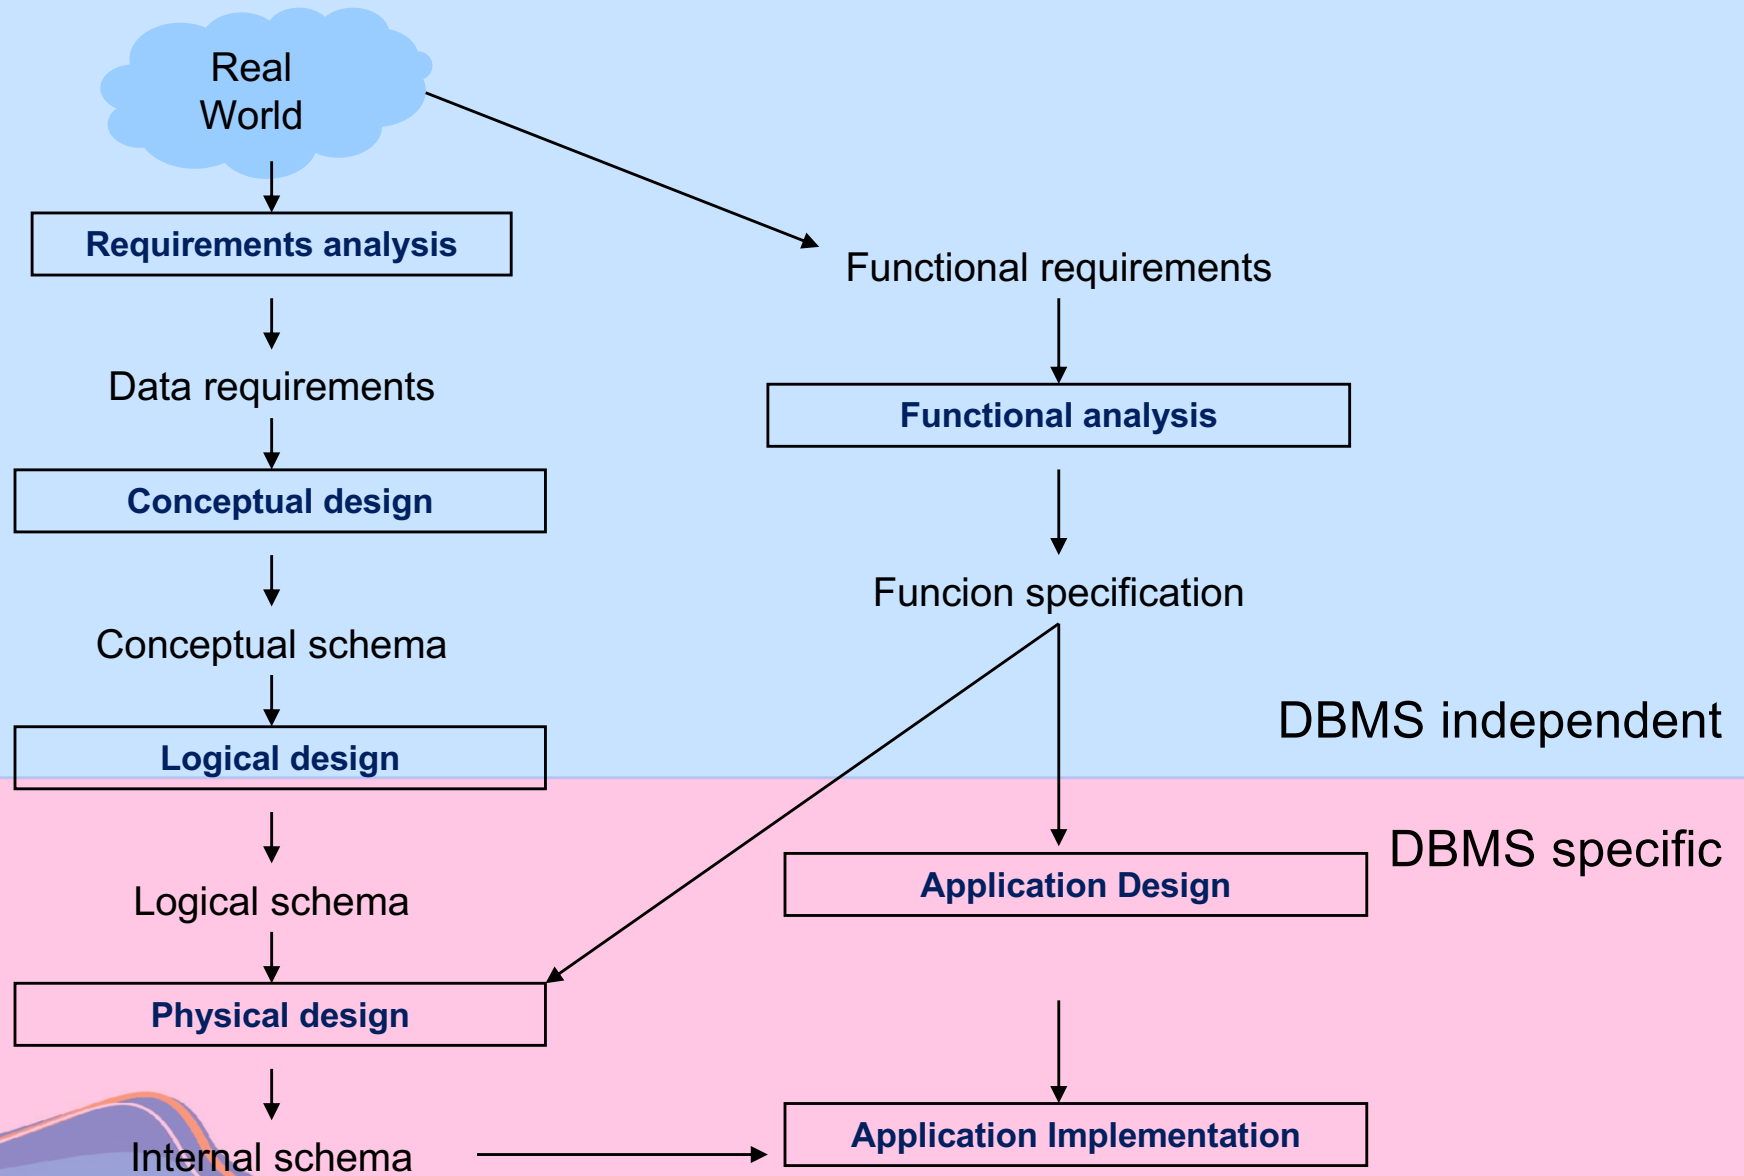 Real
World
Requirements analysis
Functional requirements
Data requirements
Functional analysis
Conceptual design
Funcion specification
Conceptual schema
DBMS independent
Logical design
DBMS specific
Application Design
Logical schema
Physical design
Application Implementation
Internal schema